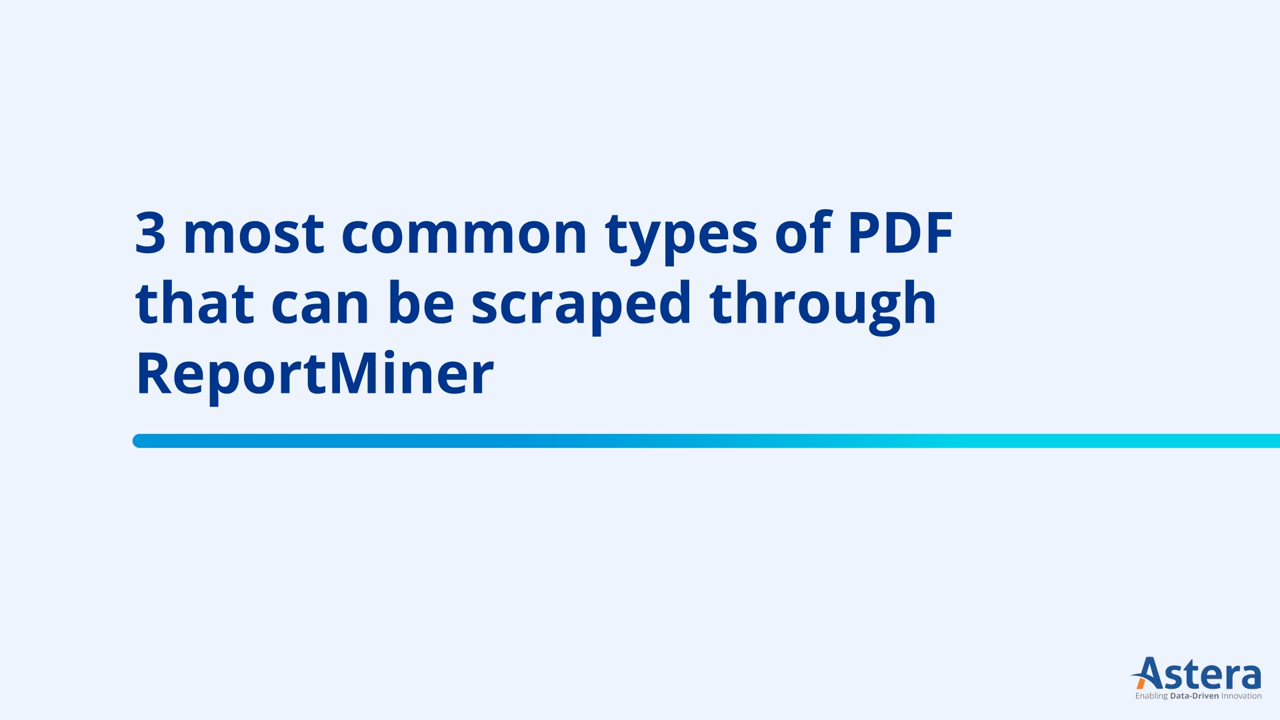 3 most common types of PDF
that can be scraped through
ReportMiner
Astera
Enabling Data-Driven Innovation